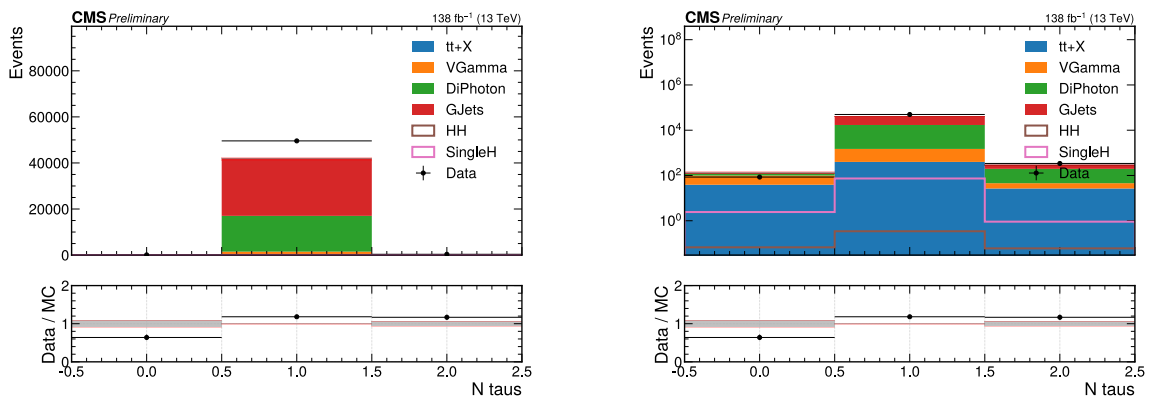 CMS Preliminary 138 fb⁻¹ (13 TeV)
Events
80000
60000
40000
20000
0
tt+X
VGamma
DiPhoton
GJets
HH
SingleH
Data
Data / MC
2
1
0
-0.5 0.0 0.5 1.0 1.5 2.0 2.5
N taus
CMS Preliminary 138 fb⁻¹ (13 TeV)
Events
10⁸
10⁶
10⁴
10²
10⁰
tt+X
VGamma
DiPhoton
GJets
HH
SingleH
Data
Data / MC
2
1
0
-0.5 0.0 0.5 1.0 1.5 2.0 2.5
N taus